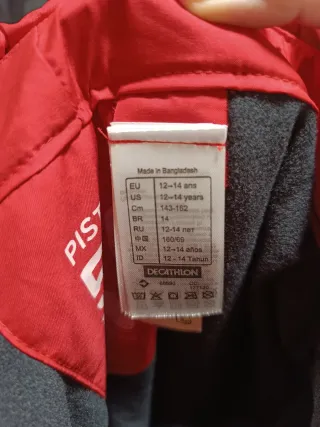 Made in Bangladesh
EU 12-14 ans
US 12-14 years
Cm 143-152
BR 14
RU 12-14 лет
中国 160/69
MX 12-14 años
ID 12 - 14 Tahun
DECATHLON
PIST